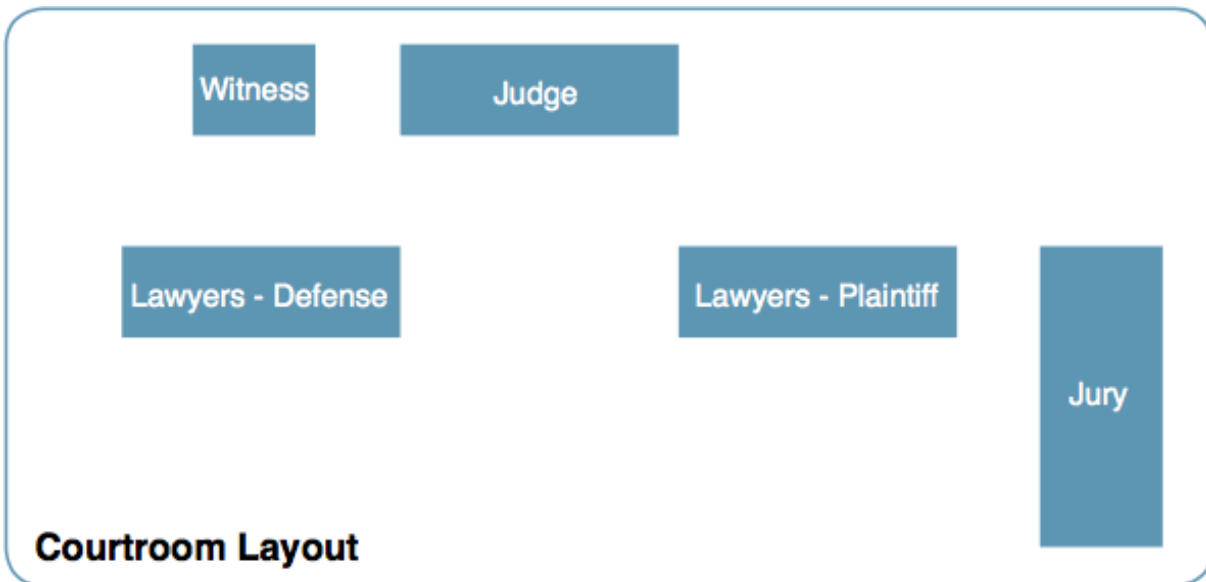 Witness
Judge
Lawyers - Defense
Lawyers - Plaintiff
Jury
Courtroom Layout